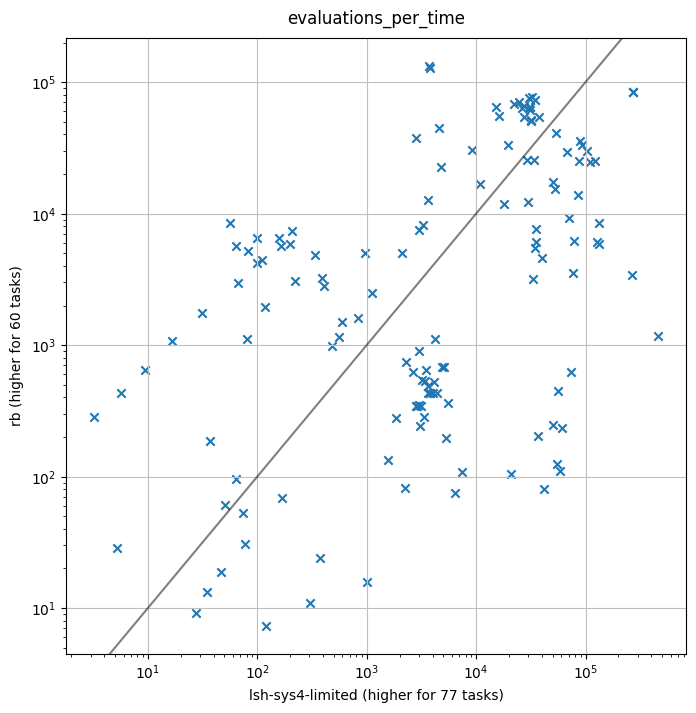 evaluations_per_time
rb (higher for 60 tasks)
10^5
10^4
10^3
10^2
10^1
10^1 10^2 10^3 10^4 10^5
lsh-sys4-limited (higher for 77 tasks)